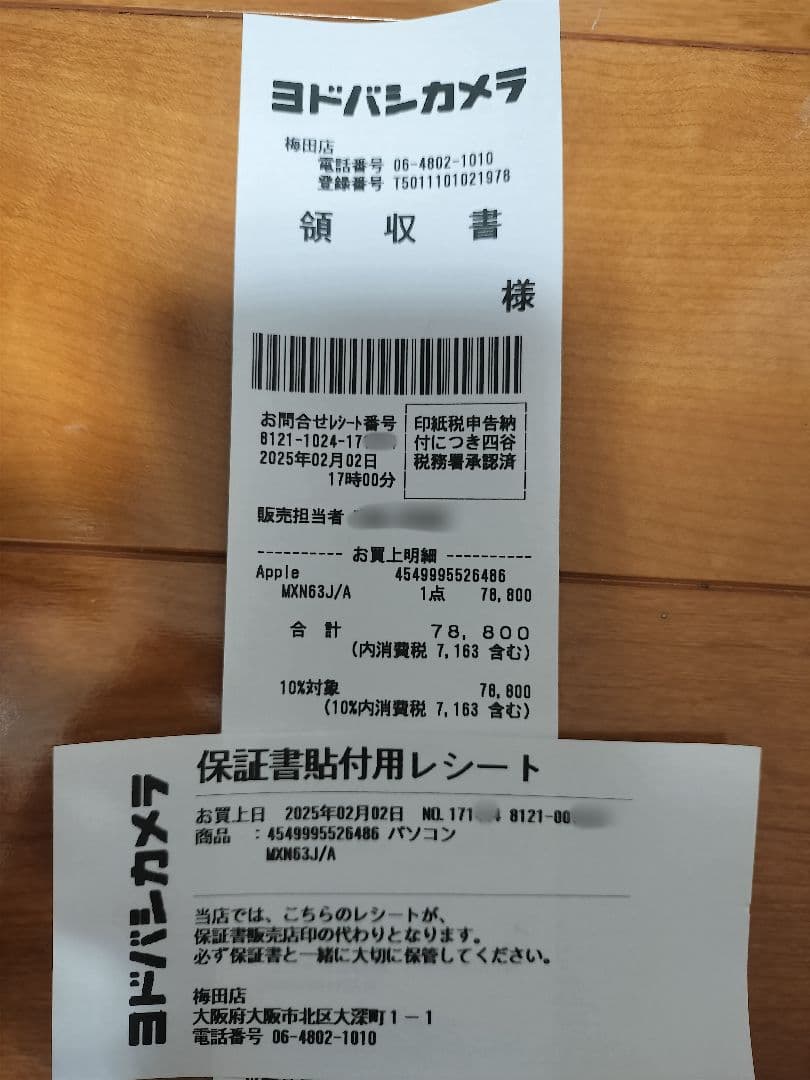 ヨドバシカメラ
梅田店
電話番号 06-4802-1010
登録番号 T5011101021978
領 収 書
様
お問合せレシート番号
8121-1024-17
2025年02月02日
17時00分
印紙税申告納
付につき四谷
税務署承認済
販売担当者
---------- お買上明細 ----------
Apple 4549995526486
MXN63J/A 1点 78,800
合 計 78,800
(内消費税 7,163 含む)
10%対象 78,800
(10%内消費税 7,163 含む)
ヨドバシカメラ
保証書貼付用レシート
お買上日 2025年02月02日 NO. 171 8121-00
商品 :4549995526486 パソコン
MXN63J/A
当店では、こちらのレシートが、
保証書販売店印の代わりとなります。
必ず保証書と一緒に大切に保管してください。
梅田店
大阪府大阪市北区大深町1-1
電話番号 06-4802-1010